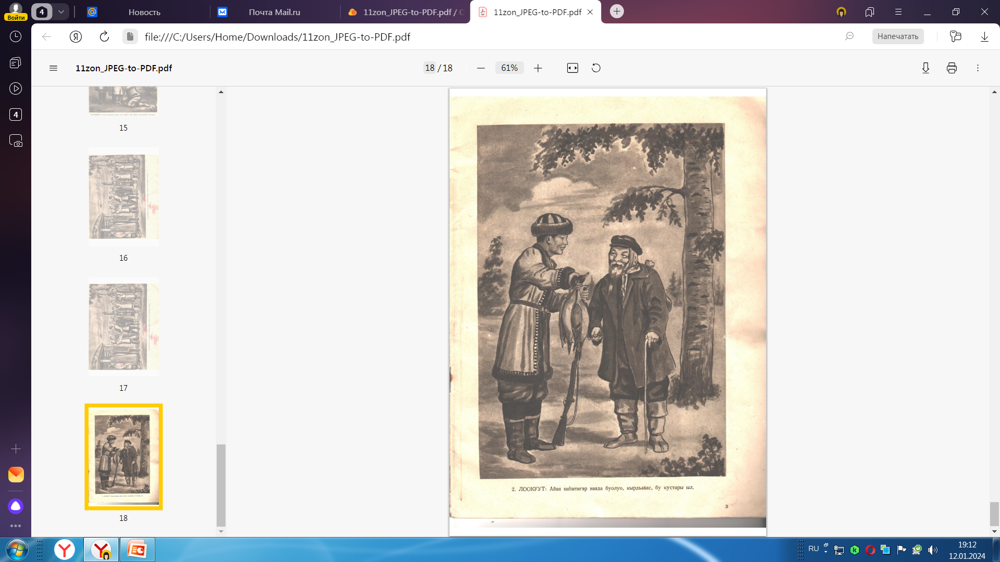 4
Новость
Почта Mail.ru
11zon_JPEG-to-PDF.pdf / О
11zon_JPEG-to-PDF.pdf
Войти
file:///C:/Users/Home/Downloads/11zon_JPEG-to-PDF.pdf
Напечатать
11zon_JPEG-to-PDF.pdf
18 / 18
61%
4
15
16
17
18
2. ЛООКУУТ: Айан киһитигэр наада буолуо, кырдьаҕас, бу кустары ыл.
3
RU
19:12
12.01.2024